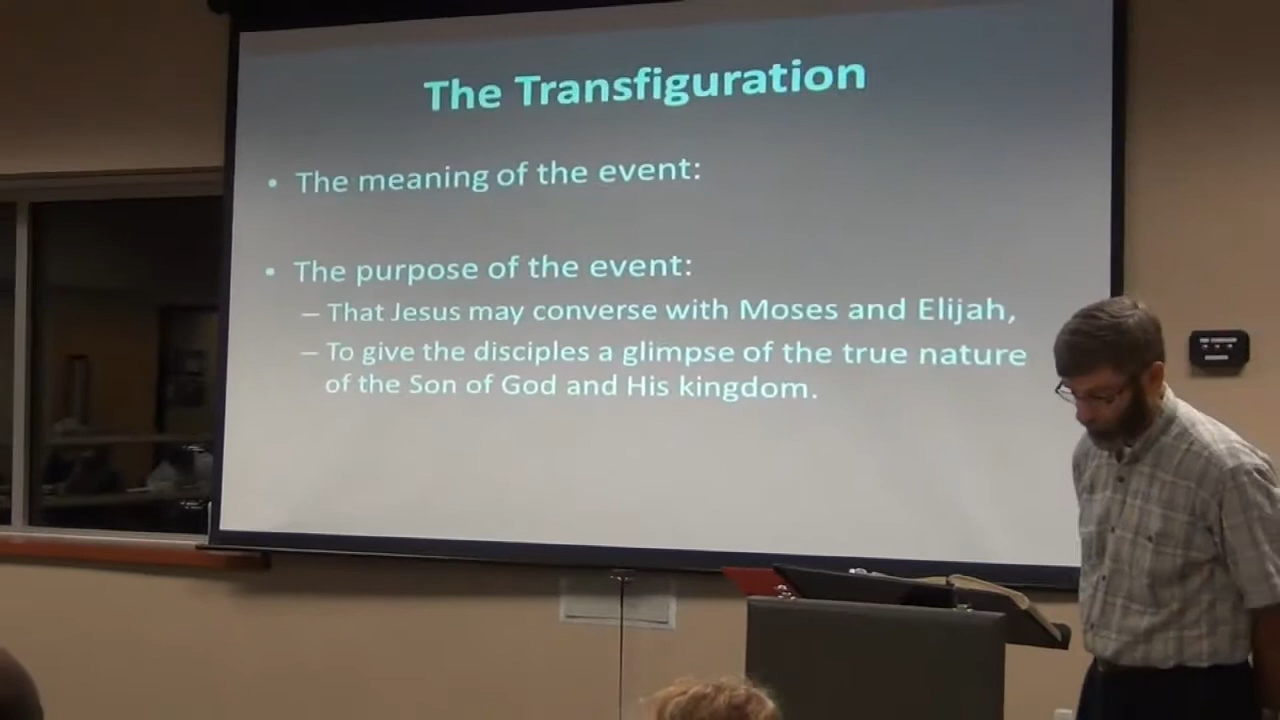 The Transfiguration
• The meaning of the event:
• The purpose of the event:
– That Jesus may converse with Moses and Elijah,
– To give the disciples a glimpse of the true nature
of the Son of God and His kingdom.